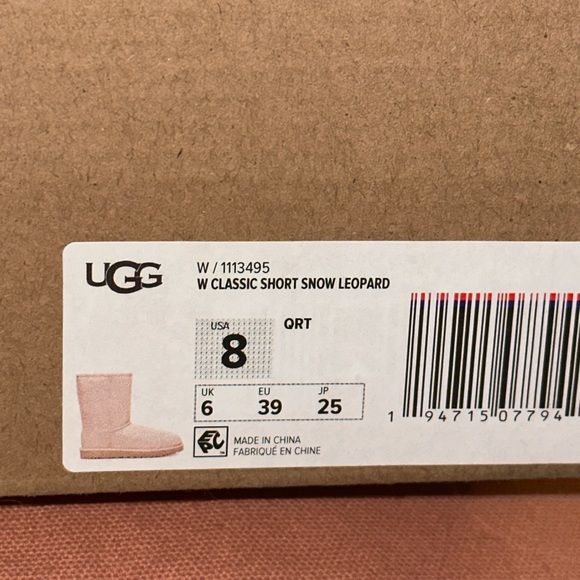 UGG
W / 1113495
W CLASSIC SHORT SNOW LEOPARD
USA
8
QRT
UK EU JP
6 39 25
MADE IN CHINA
FABRIQUÉ EN CHINE
1 94715 07794